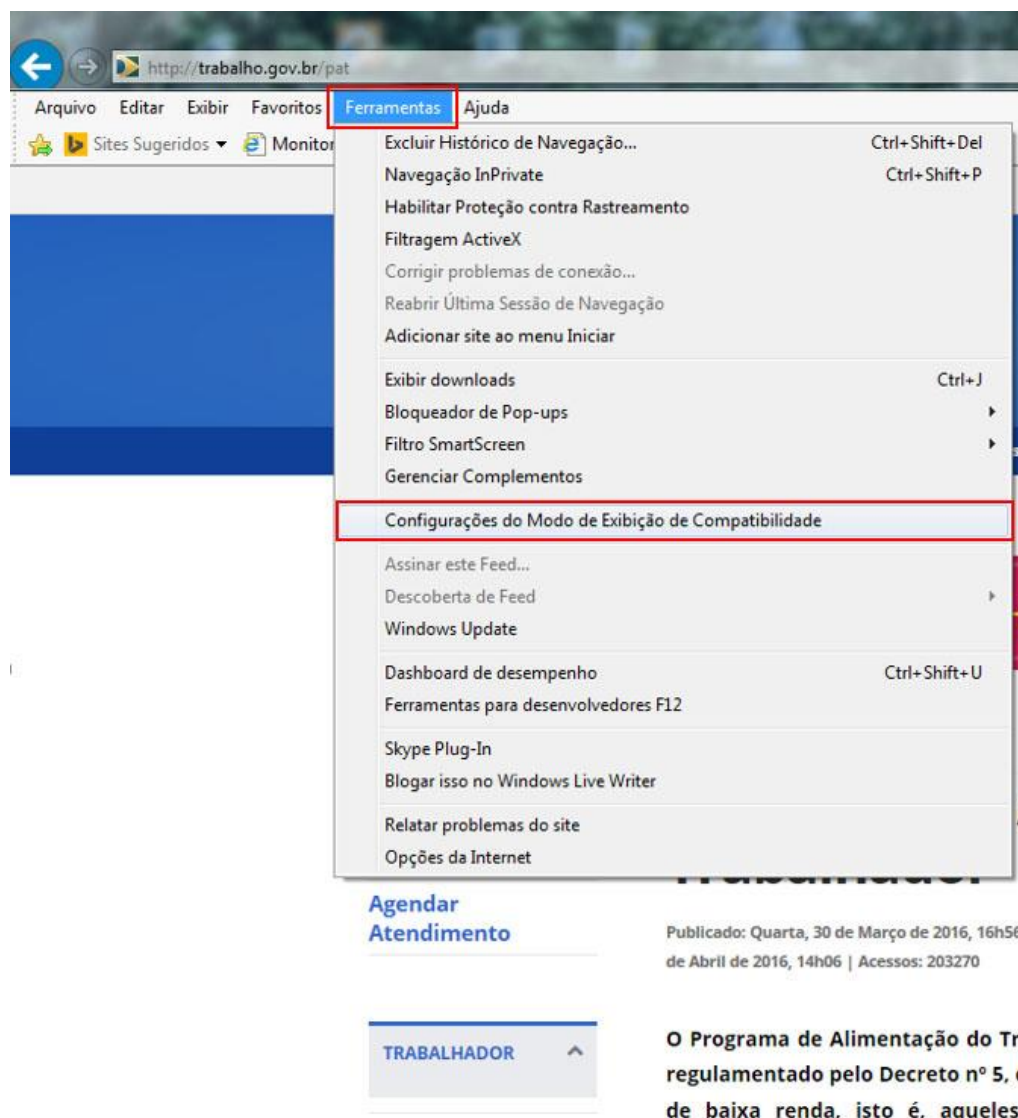 http://trabalho.gov.br/pat
Arquivo Editar Exibir Favoritos Ferramentas Ajuda
Sites Sugeridos Monitor
Excluir Histórico de Navegação... Ctrl+Shift+Del
Navegação InPrivate Ctrl+Shift+P
Habilitar Proteção contra Rastreamento
Filtragem ActiveX
Corrigir problemas de conexão...
Reabrir Última Sessão de Navegação
Adicionar site ao menu Iniciar
Exibir downloads Ctrl+J
Bloqueador de Pop-ups
Filtro SmartScreen
Gerenciar Complementos
Configurações do Modo de Exibição de Compatibilidade
Assinar este Feed...
Descoberta de Feed
Windows Update
Dashboard de desempenho Ctrl+Shift+U
Ferramentas para desenvolvedores F12
Skype Plug-In
Blogar isso no Windows Live Writer
Relatar problemas do site
Opções da Internet
Agendar
Atendimento
Publicado: Quarta, 30 de Março de 2016, 16h56
de Abril de 2016, 14h06 | Acessos: 203270
TRABALHADOR
O Programa de Alimentação do Tr
regulamentado pelo Decreto nº 5,
de baixa renda, isto é, aqueles